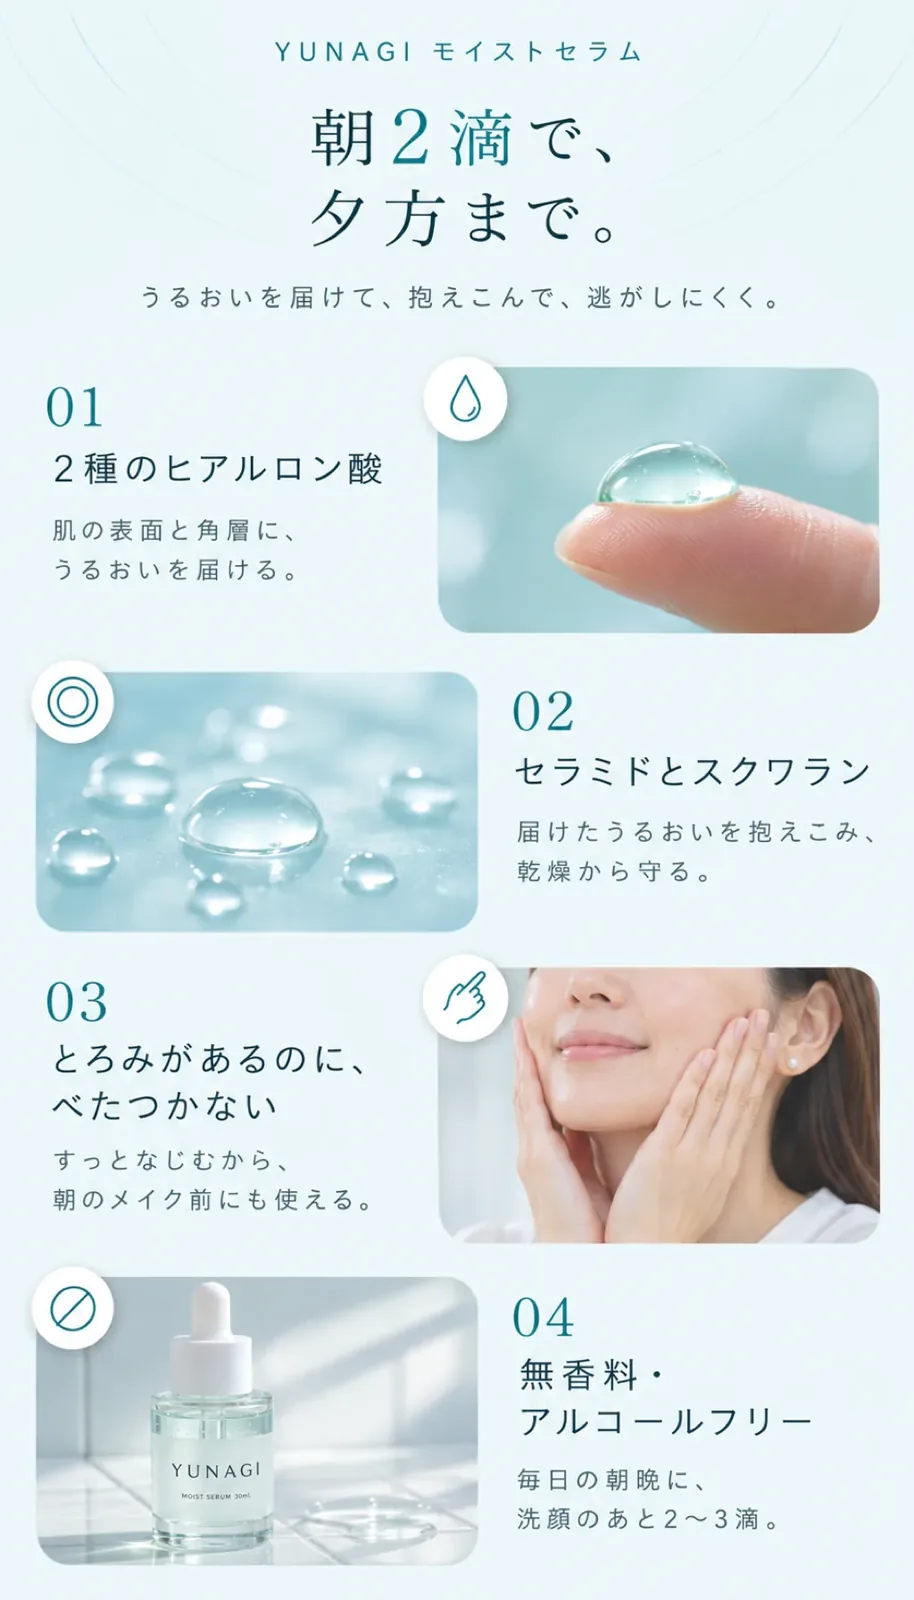 YUNAGI モイストセラム
朝2滴で、
夕方まで。
うるおいを届けて、抱えこんで、逃がしにくく。
01
2種のヒアルロン酸
肌の表面と角層に、
うるおいを届ける。
02
セラミドとスクワラン
届けたうるおいを抱えこみ、
乾燥から守る。
03
とろみがあるのに、
べたつかない
すっとなじむから、
朝のメイク前にも使える。
04
無香料・
アルコールフリー
毎日の朝晩に、
洗顔のあと2〜3滴。
YUNAGI
MOIST SERUM 30mL